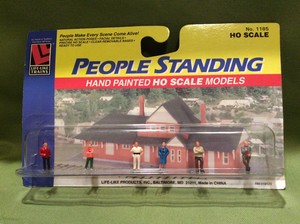 People Make Every Scene Come Alive!
No. 1185
HO SCALE
LIFE LIKE
TRAINS
PEOPLE STANDING
HAND PAINTED HO SCALE MODELS
LIFE-LIKE PRODUCTS, INC., BALTIMORE, MD. 21211 Made in CHINA